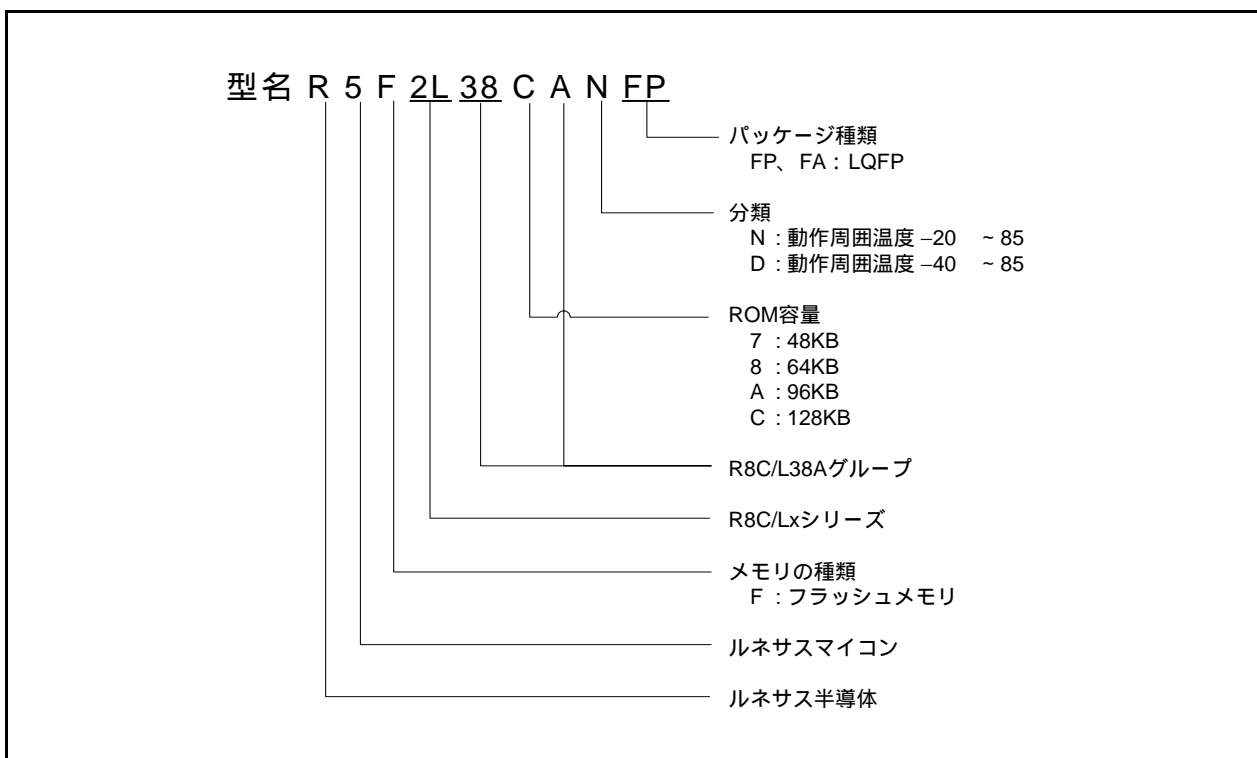 型名 R 5 F 2L 38 C A N FP
パッケージ種類
FP、FA : LQFP
分類
N : 動作周囲温度 –20 ~ 85
D : 動作周囲温度 –40 ~ 85
ROM容量
7 : 48KB
8 : 64KB
A : 96KB
C : 128KB
R8C/L38Aグループ
R8C/Lxシリーズ
メモリの種類
F : フラッシュメモリ
ルネサスマイコン
ルネサス半導体